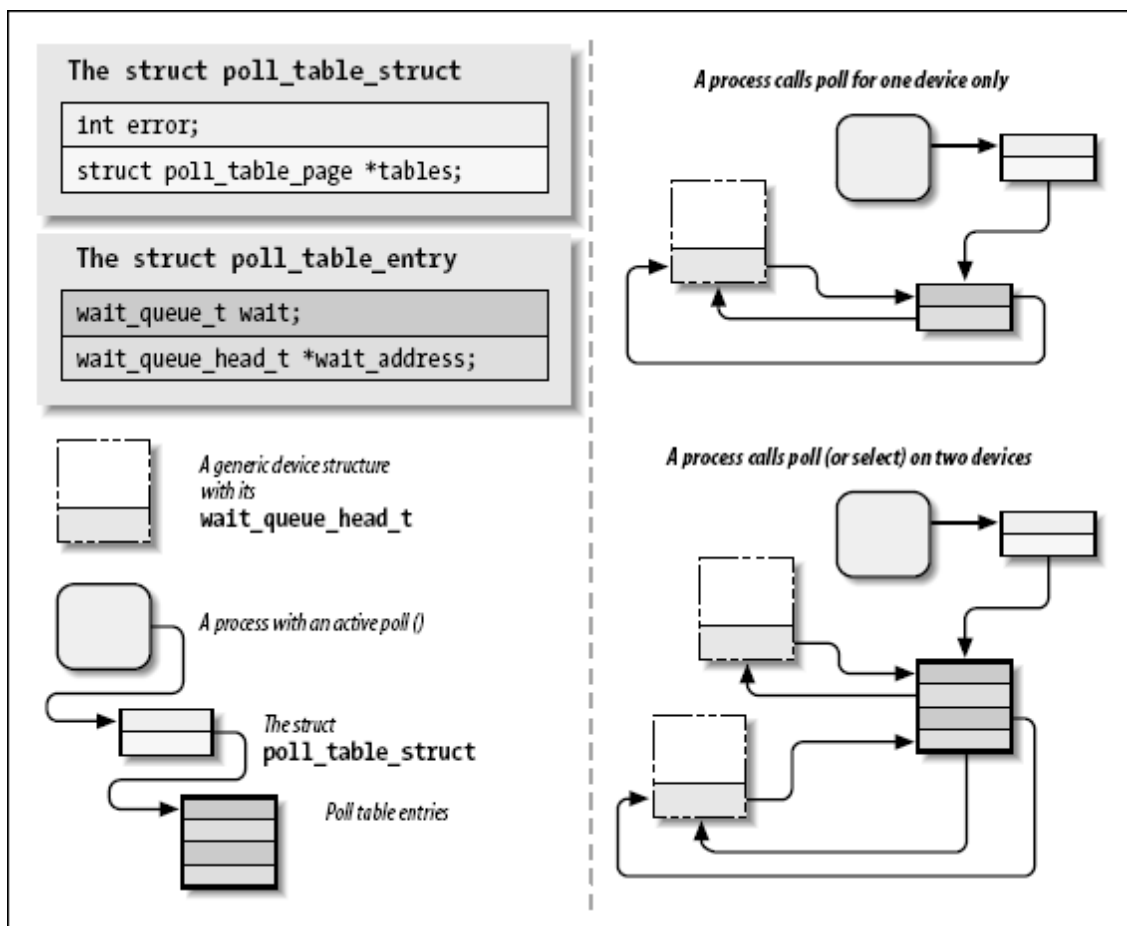 The struct poll_table_struct
int error;
struct poll_table_page *tables;
The struct poll_table_entry
wait_queue_t wait;
wait_queue_head_t *wait_address;
A generic device structure
with its
wait_queue_head_t
A process with an active poll ()
The struct
poll_table_struct
Poll table entries
A process calls poll for one device only
A process calls poll (or select) on two devices